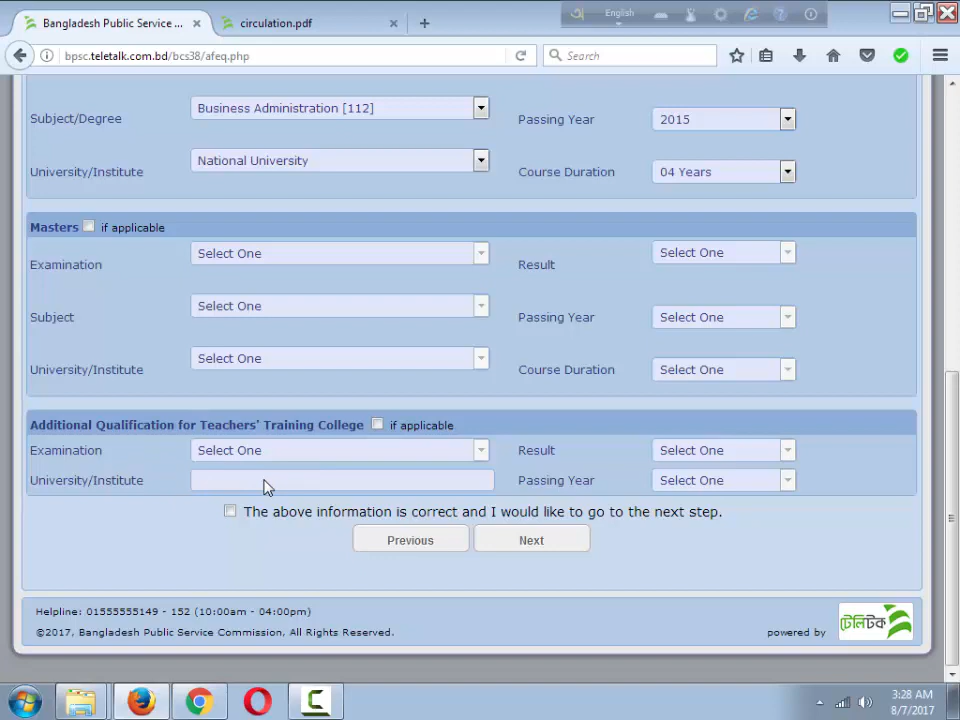 Bangladesh Public Service ... × circulation.pdf × +
English
bpsc.teletalk.com.bd/bcs38/afeq.php
Search
Subject/Degree Business Administration [112] Passing Year 2015
University/Institute National University Course Duration 04 Years
Masters if applicable
Examination Select One Result Select One
Subject Select One Passing Year Select One
University/Institute Select One Course Duration Select One
Additional Qualification for Teachers' Training College if applicable
Examination Select One Result Select One
University/Institute Passing Year Select One
The above information is correct and I would like to go to the next step.
Previous Next
Helpline: 01555555149 - 152 (10:00am - 04:00pm)
©2017, Bangladesh Public Service Commission, All Rights Reserved.
powered by টেলিটক
3:28 AM
8/7/2017